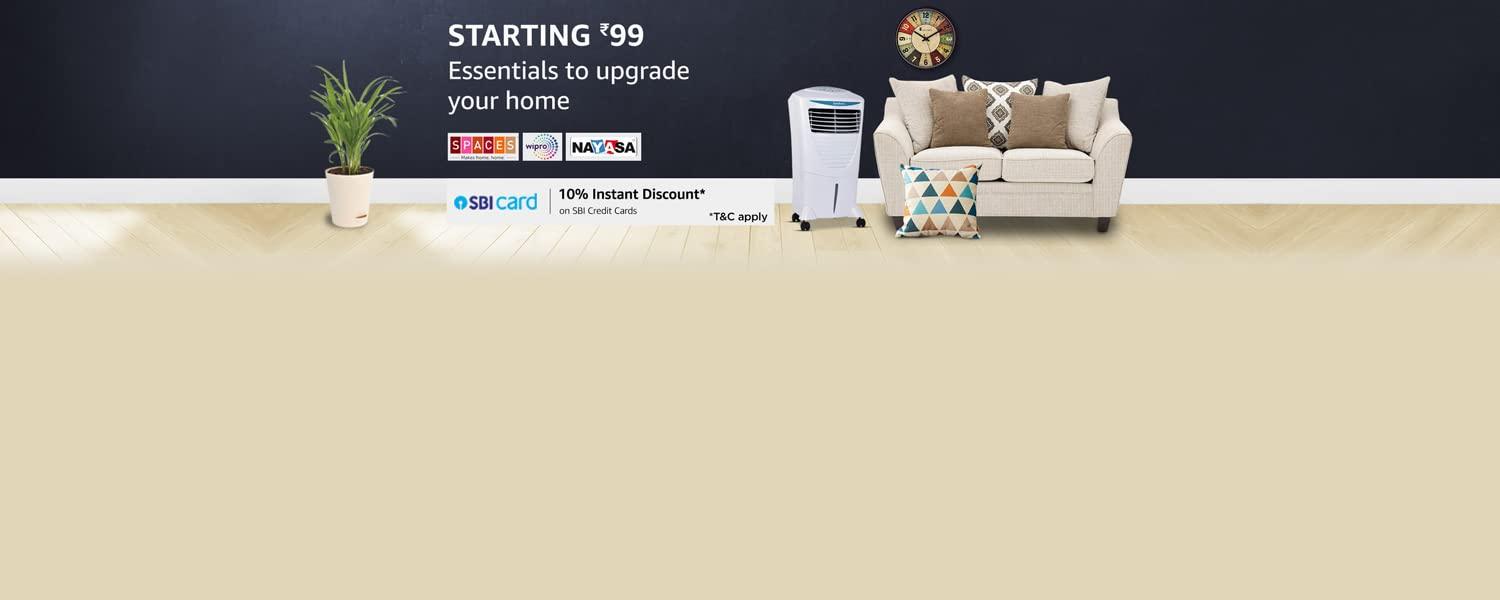 STARTING ₹99
Essentials to upgrade
your home
SPACES
Makes home, home.
wipro
NAYASA
SBI card
10% Instant Discount*
on SBI Credit Cards
*T&C apply